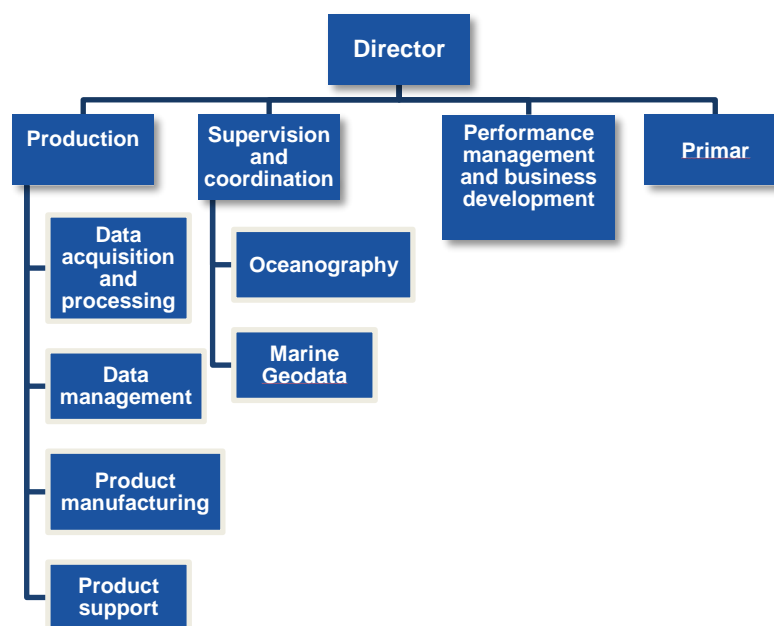 Director
Production
Supervision
and
coordination
Performance
management
and business
development
Primar
Data
acquisition
and
processing
Oceanography
Data
management
Marine
Geodata
Product
manufacturing
Product
support